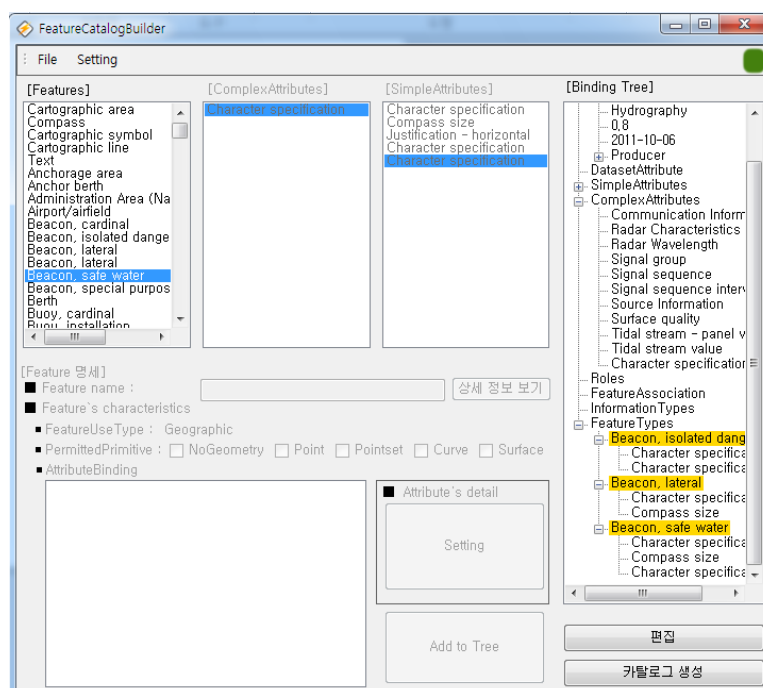 FeatureCatalogBuilder
File Setting
[Features]
Cartographic area
Compass
Cartographic symbol
Cartographic line
Text
Anchorage area
Anchor berth
Administration Area (Na
Airport/airfield
Beacon, cardinal
Beacon, isolated dange
Beacon, lateral
Beacon, lateral
Beacon, safe water
Beacon, special purpos
Berth
Buoy, cardinal
Buoy, installation
[ComplexAttributes]
Character specification
[SimpleAttributes]
Character specification
Compass size
Justification - horizontal
Character specification
Character specification
[Binding Tree]
Hydrography
0,8
2011-10-06
Producer
DatasetAttribute
SimpleAttributes
ComplexAttributes
Communication Inform
Radar Characteristics
Radar Wavelength
Signal group
Signal sequence
Signal sequence interv
Source Information
Surface quality
Tidal stream - panel v
Tidal stream value
Character specification
Roles
FeatureAssociation
InformationTypes
FeatureTypes
Beacon, isolated dang
Character specifica
Character specifica
Beacon, lateral
Character specifica
Compass size
Beacon, safe water
Character specifica
Compass size
Character specifica
[Feature 명세]
Feature name :
상세 정보 보기
Feature`s characteristics
FeatureUseType : Geographic
PermittedPrimitive : NoGeometry Point Pointset Curve Surface
AttributeBinding
Attribute`s detail
Setting
Add to Tree
편집
카탈로그 생성